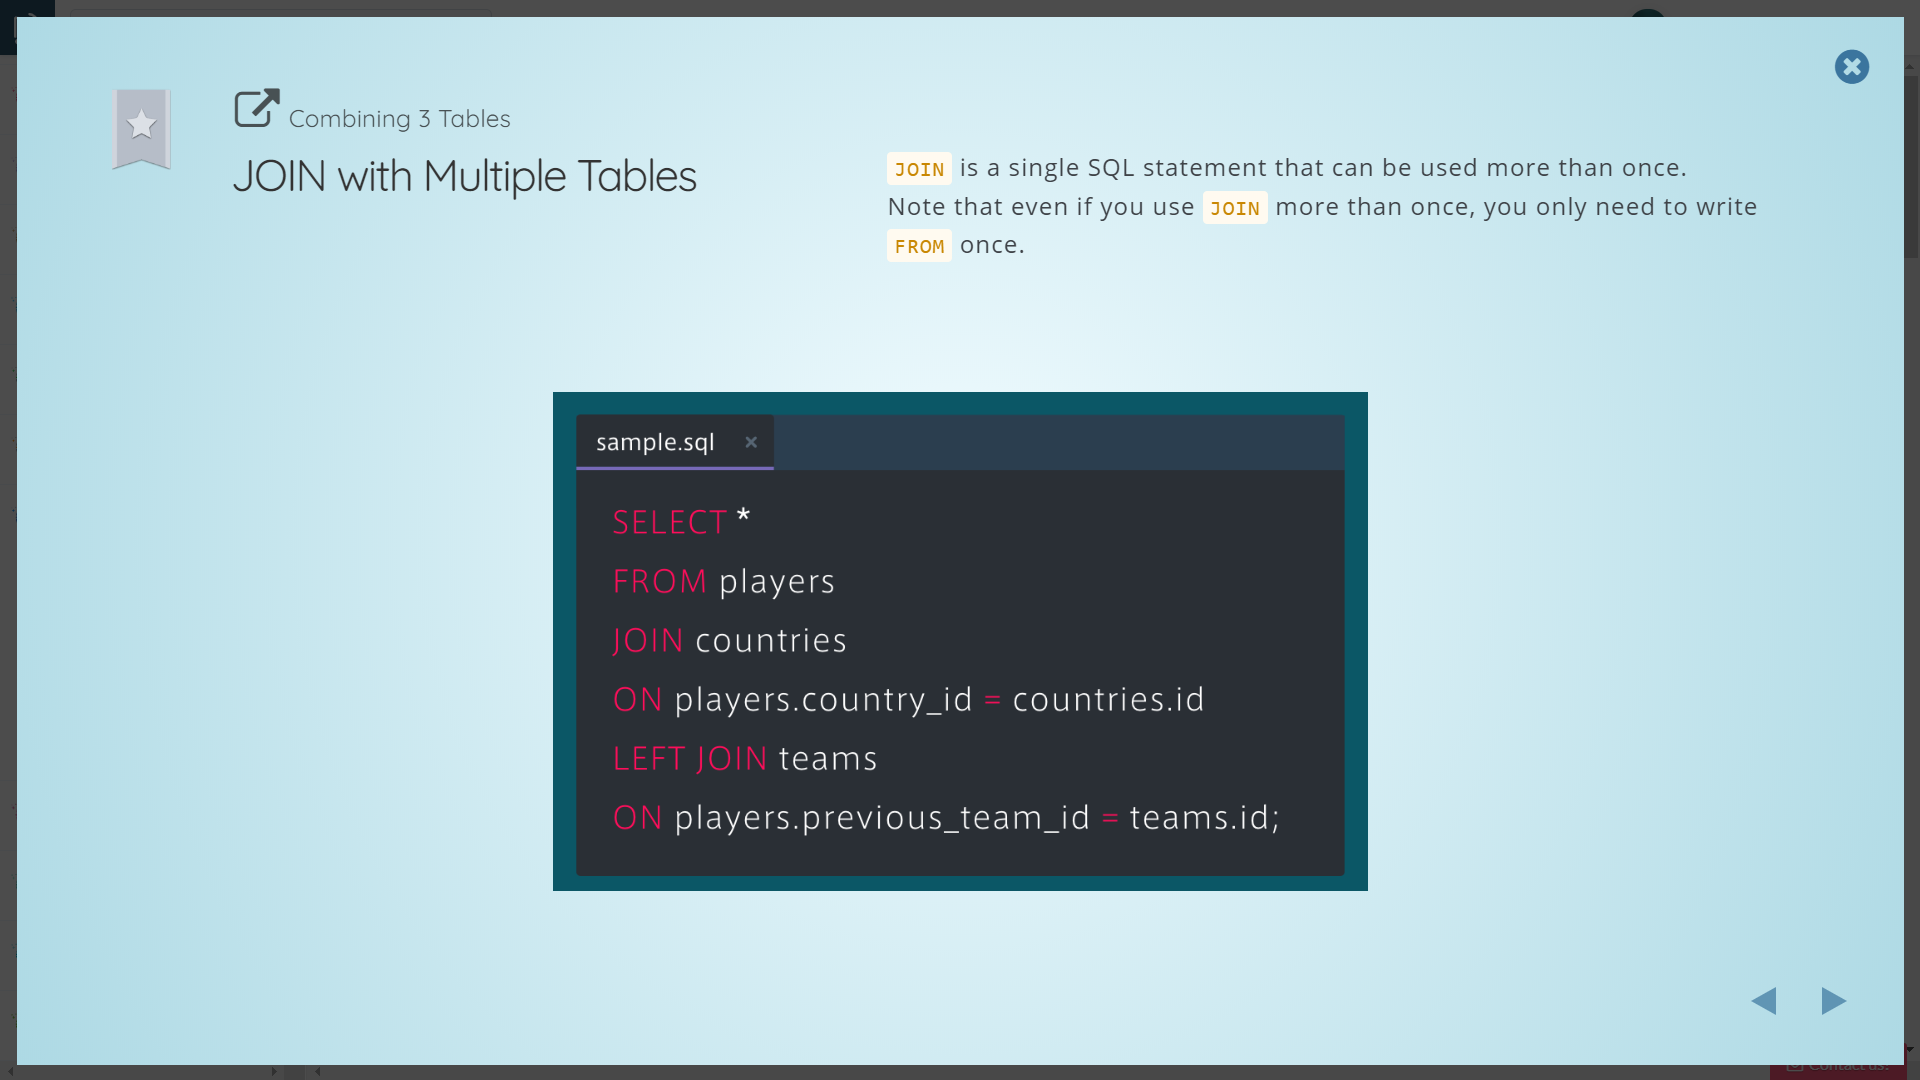 Combining 3 Tables
JOIN with Multiple Tables
JOIN is a single SQL statement that can be used more than once.
Note that even if you use JOIN more than once, you only need to write
FROM once.
sample.sql ×
SELECT *
FROM players
JOIN countries
ON players.country_id = countries.id
LEFT JOIN teams
ON players.previous_team_id = teams.id;
Contact us!